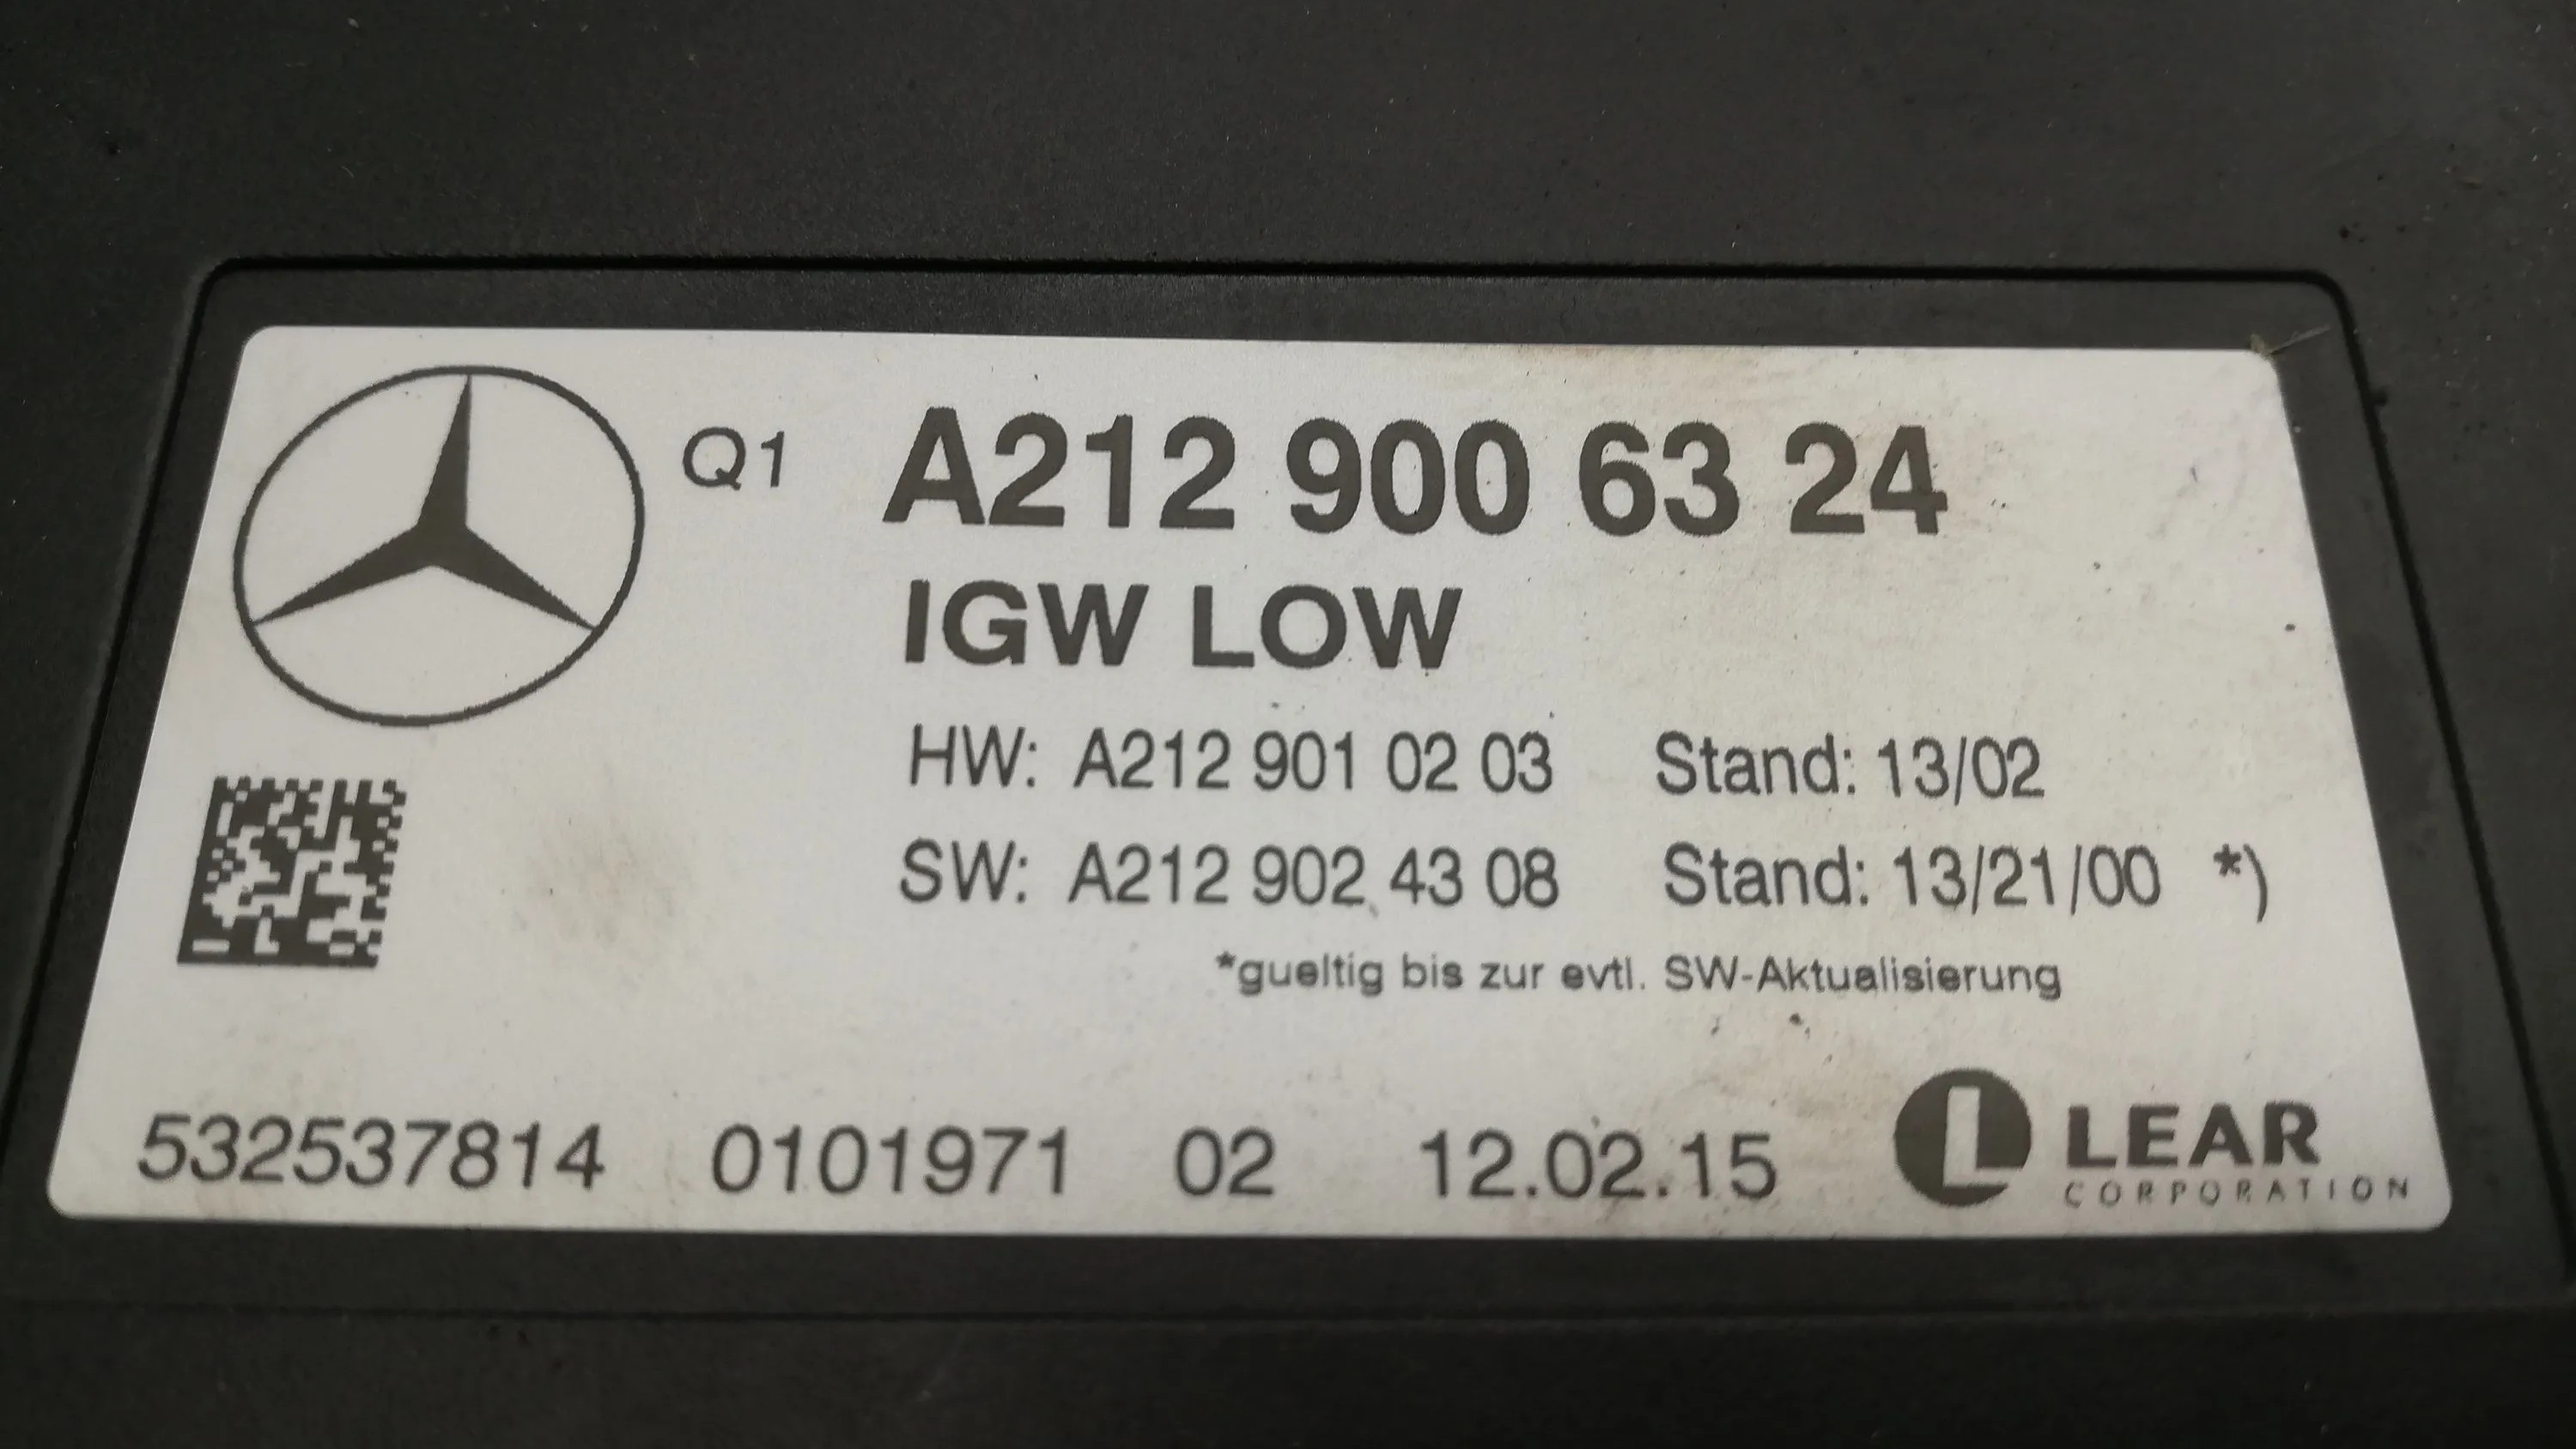 Q1 A212 900 63 24
IGW LOW
HW: A212 901 02 03 Stand: 13/02
SW: A212 902 43 08 Stand: 13/21/00 *)
*gueltig bis zur evtl. SW-Aktualisierung
532537814 0101971 02 12.02.15 LEAR
CORPORATION